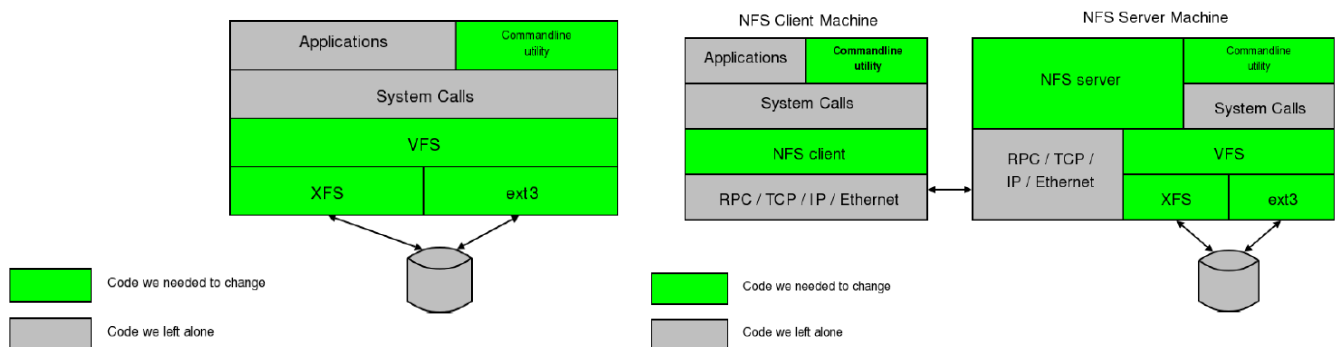 Applications
Commandline
utility
System Calls
VFS
XFS
ext3
Code we needed to change
Code we left alone
NFS Client Machine
Applications
Commandline
utility
System Calls
NFS client
RPC / TCP / IP / Ethernet
NFS Server Machine
NFS server
Commandline
utility
System Calls
RPC / TCP /
IP / Ethernet
VFS
XFS
ext3
Code we needed to change
Code we left alone